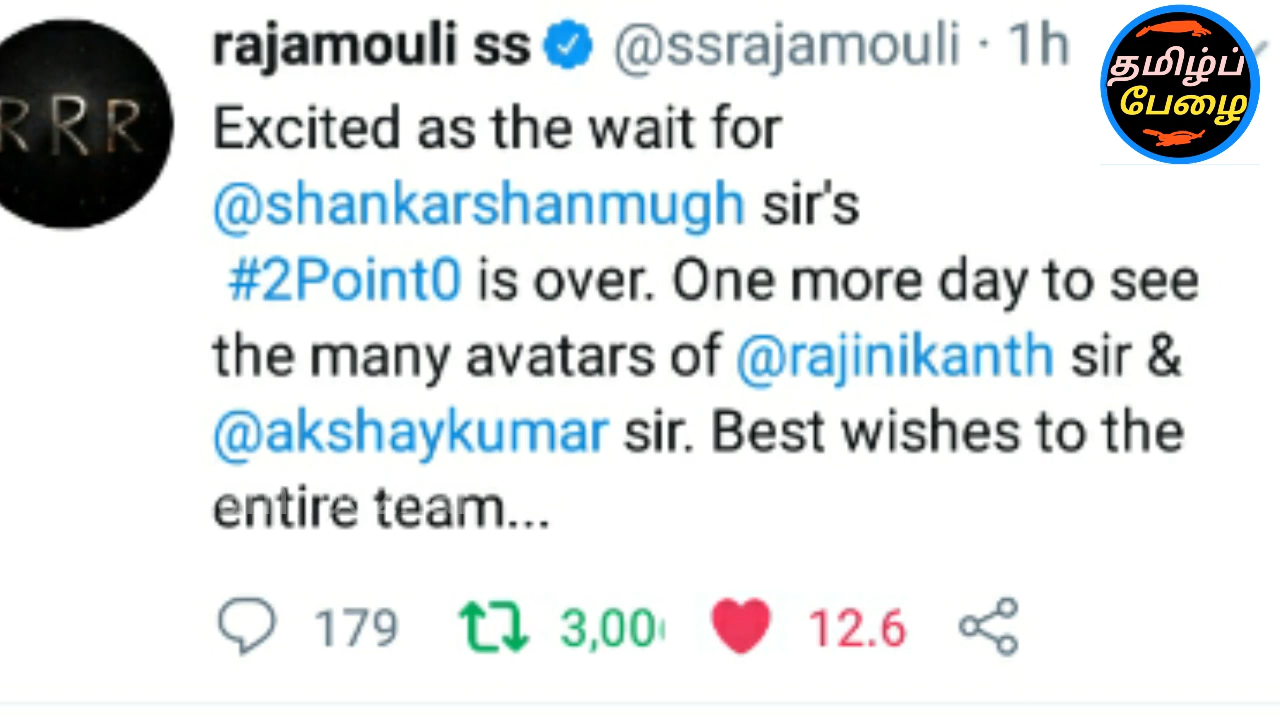 RRR
rajamouli ss @ssrajamouli · 1h
தமிழ்ப்
பேழை
Excited as the wait for
@shankarshanmugh sir's
#2Point0 is over. One more day to see
the many avatars of @rajinikanth sir &
@akshaykumar sir. Best wishes to the
entire team...
179 3,00 12.6